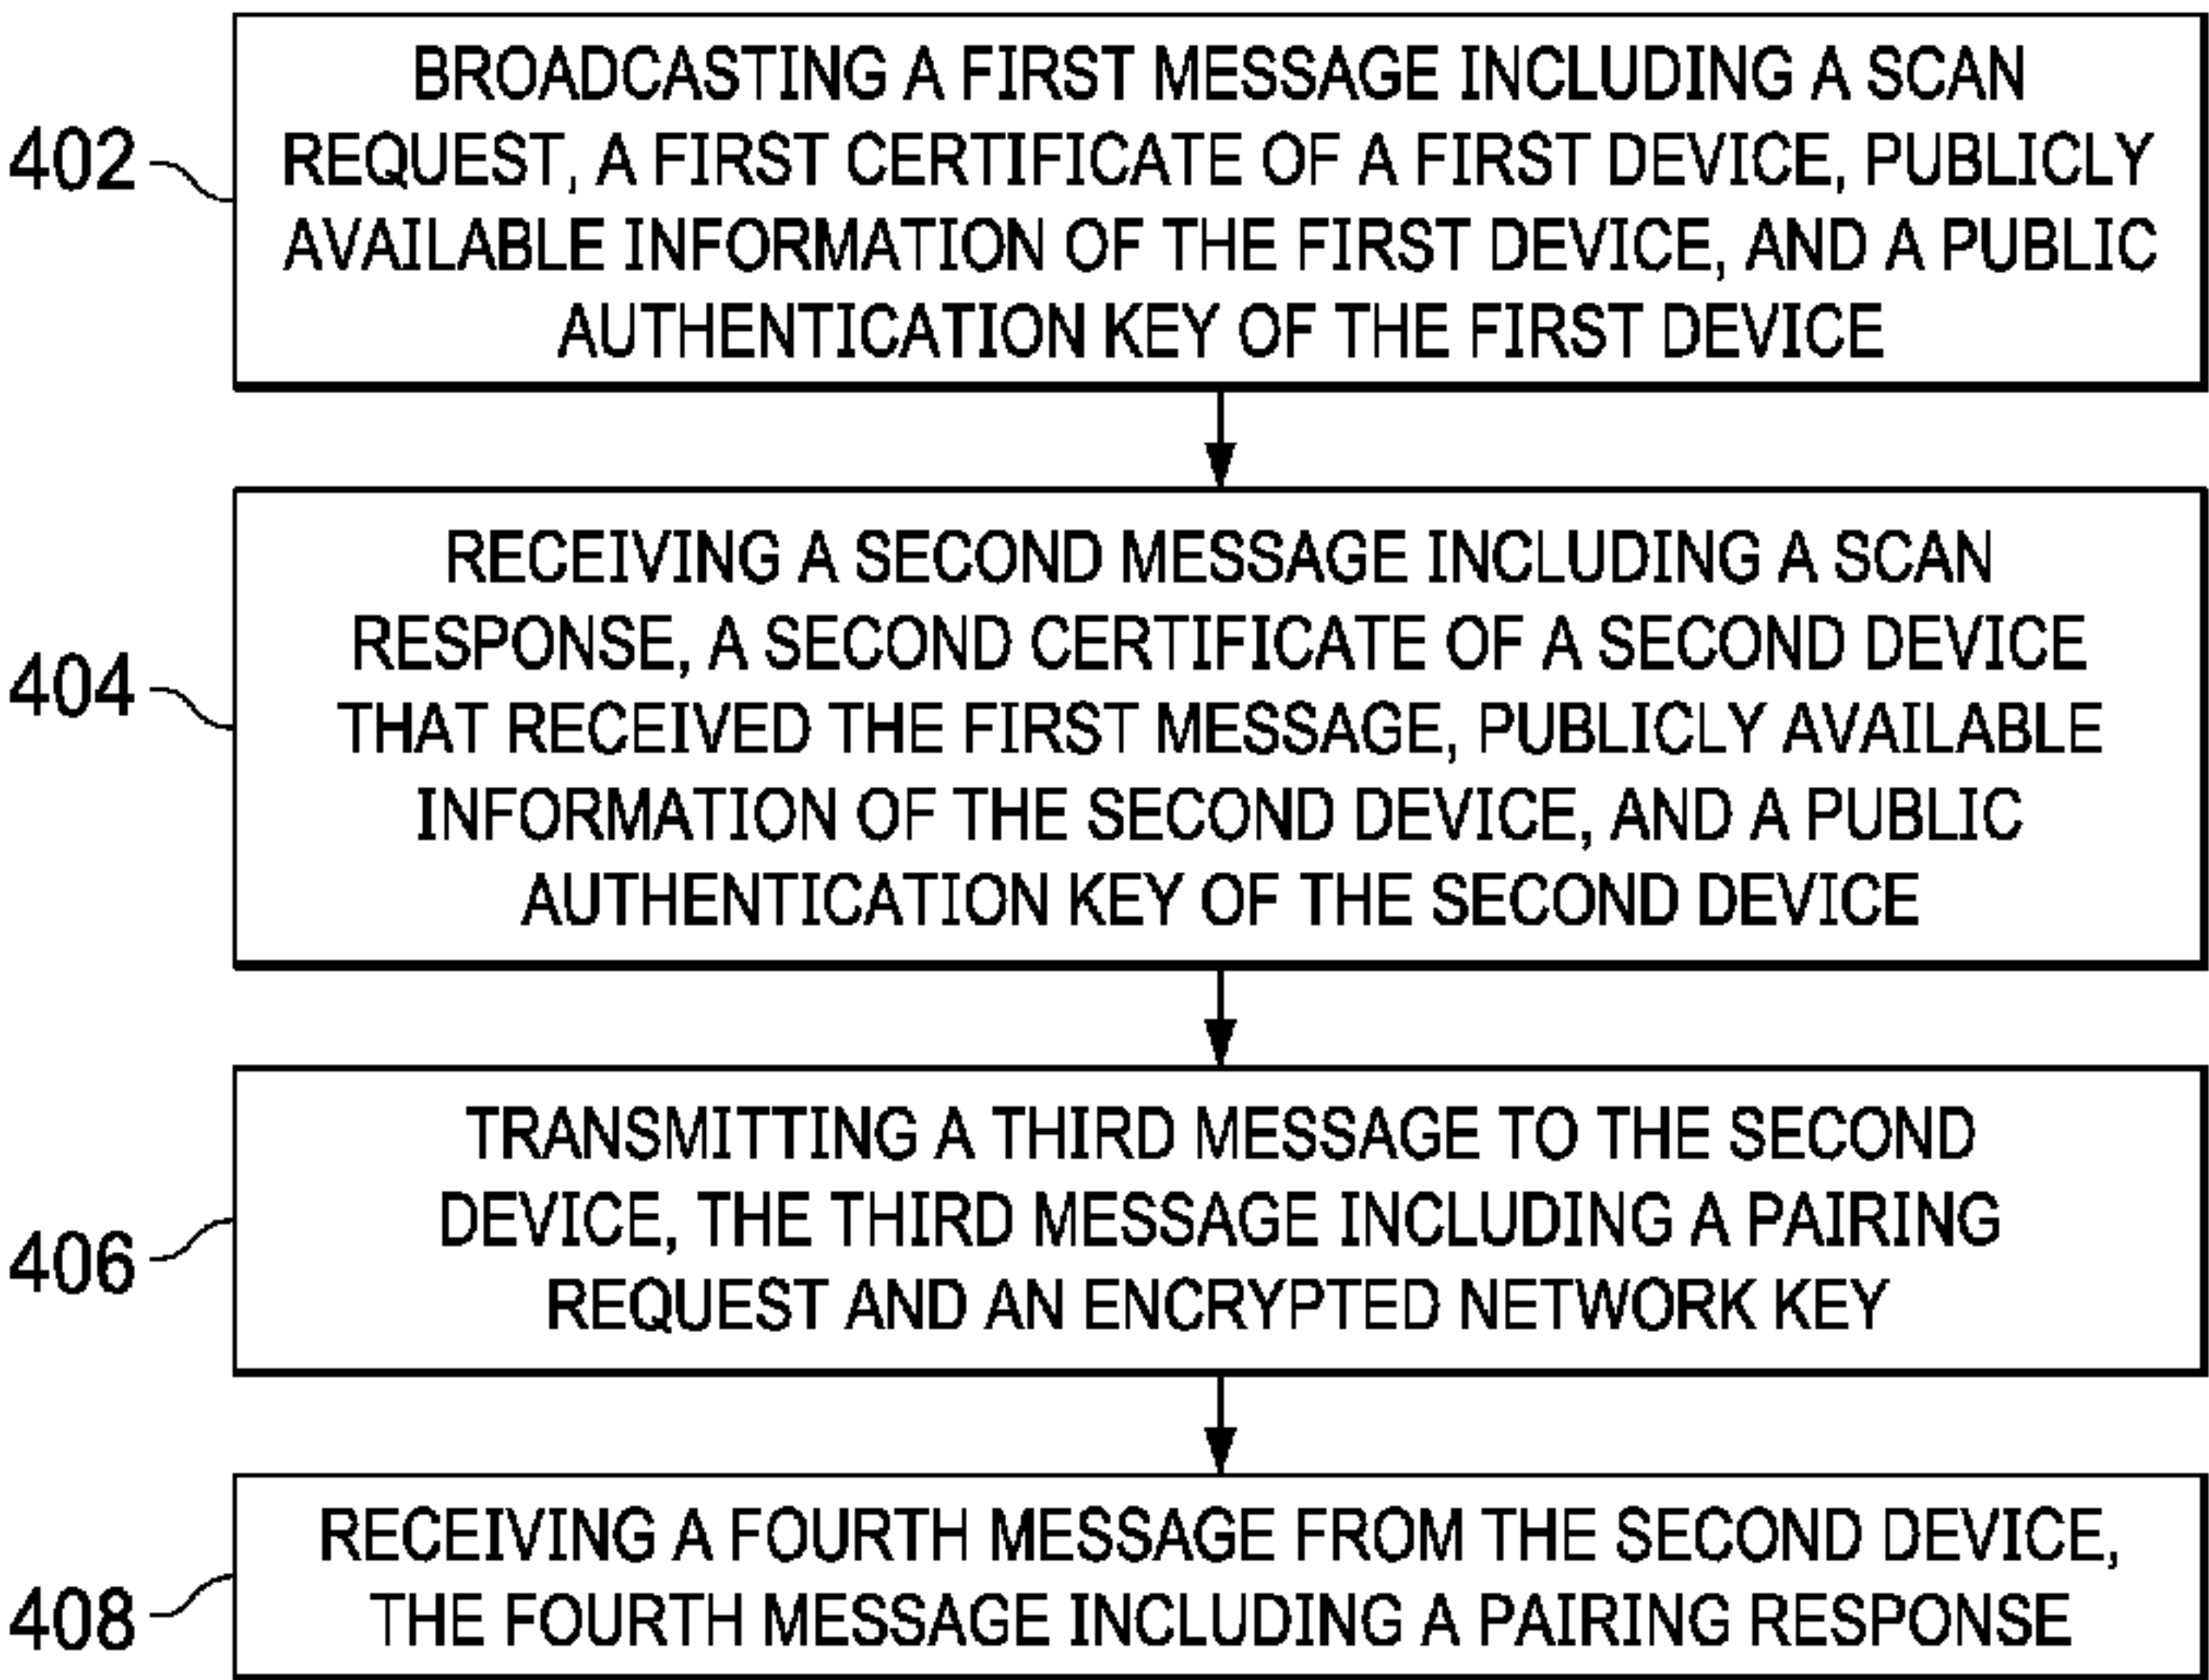 BROADCASTING A FIRST MESSAGE INCLUDING A SCAN
402
REQUEST, A FIRST CERTIFICATE OF A FIRST DEVICE, PUBLICLY
AVAILABLE INFORMATION OF THE FIRST DEVICE, AND A PUBLIC
AUTHENTICATION KEY OF THE FIRST DEVICE
RECEIVING A SECOND MESSAGE INCLUDING A SCAN
RESPONSE, A SECOND CERTIFICATE OF A SECOND DEVICE
404
THAT RECEIVED THE FIRST MESSAGE, PUBLICLY AVAILABLE
INFORMATION OF THE SECOND DEVICE, AND A PUBLIC
AUTHENTICATION KEY OF THE SECOND DEVICE
TRANSMITTING A THIRD MESSAGE TO THE SECOND
DEVICE, THE THIRD MESSAGE INCLUDING A PAIRING
406
REQUEST AND AN ENCRYPTED NETWORK KEY
RECEIVING A FOURTH MESSAGE FROM THE SECOND DEVICE,
408
THE FOURTH MESSAGE INCLUDING A PAIRING RESPONSE